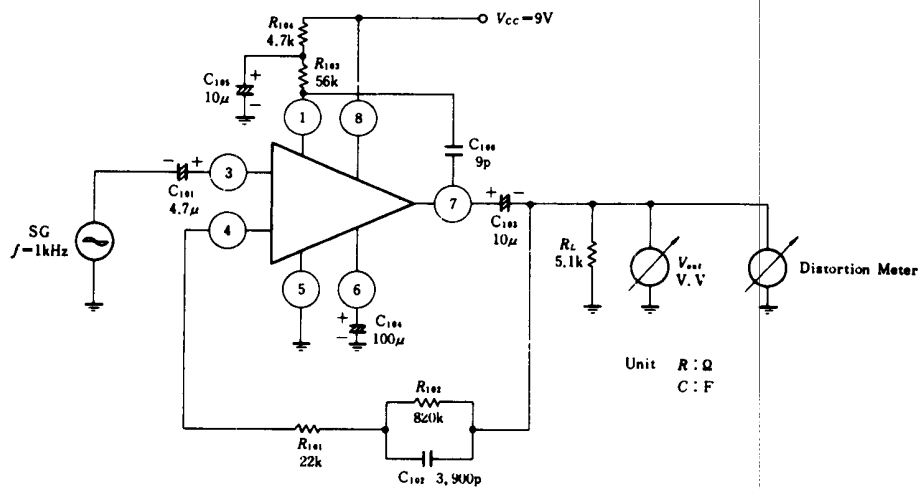 VCC=9V
R104
4.7k
R103
56k
C105
10μ
+
−
1
8
C106
9p
− +
3
C101
4.7μ
4
7
+ −
C103
10μ
SG
f=1kHz
5
6
+
−
C104
100μ
RL
5.1k
Vout
V.V
Distortion Meter
Unit R:Ω
C:F
R102
820k
R101
22k
C102 3,900p